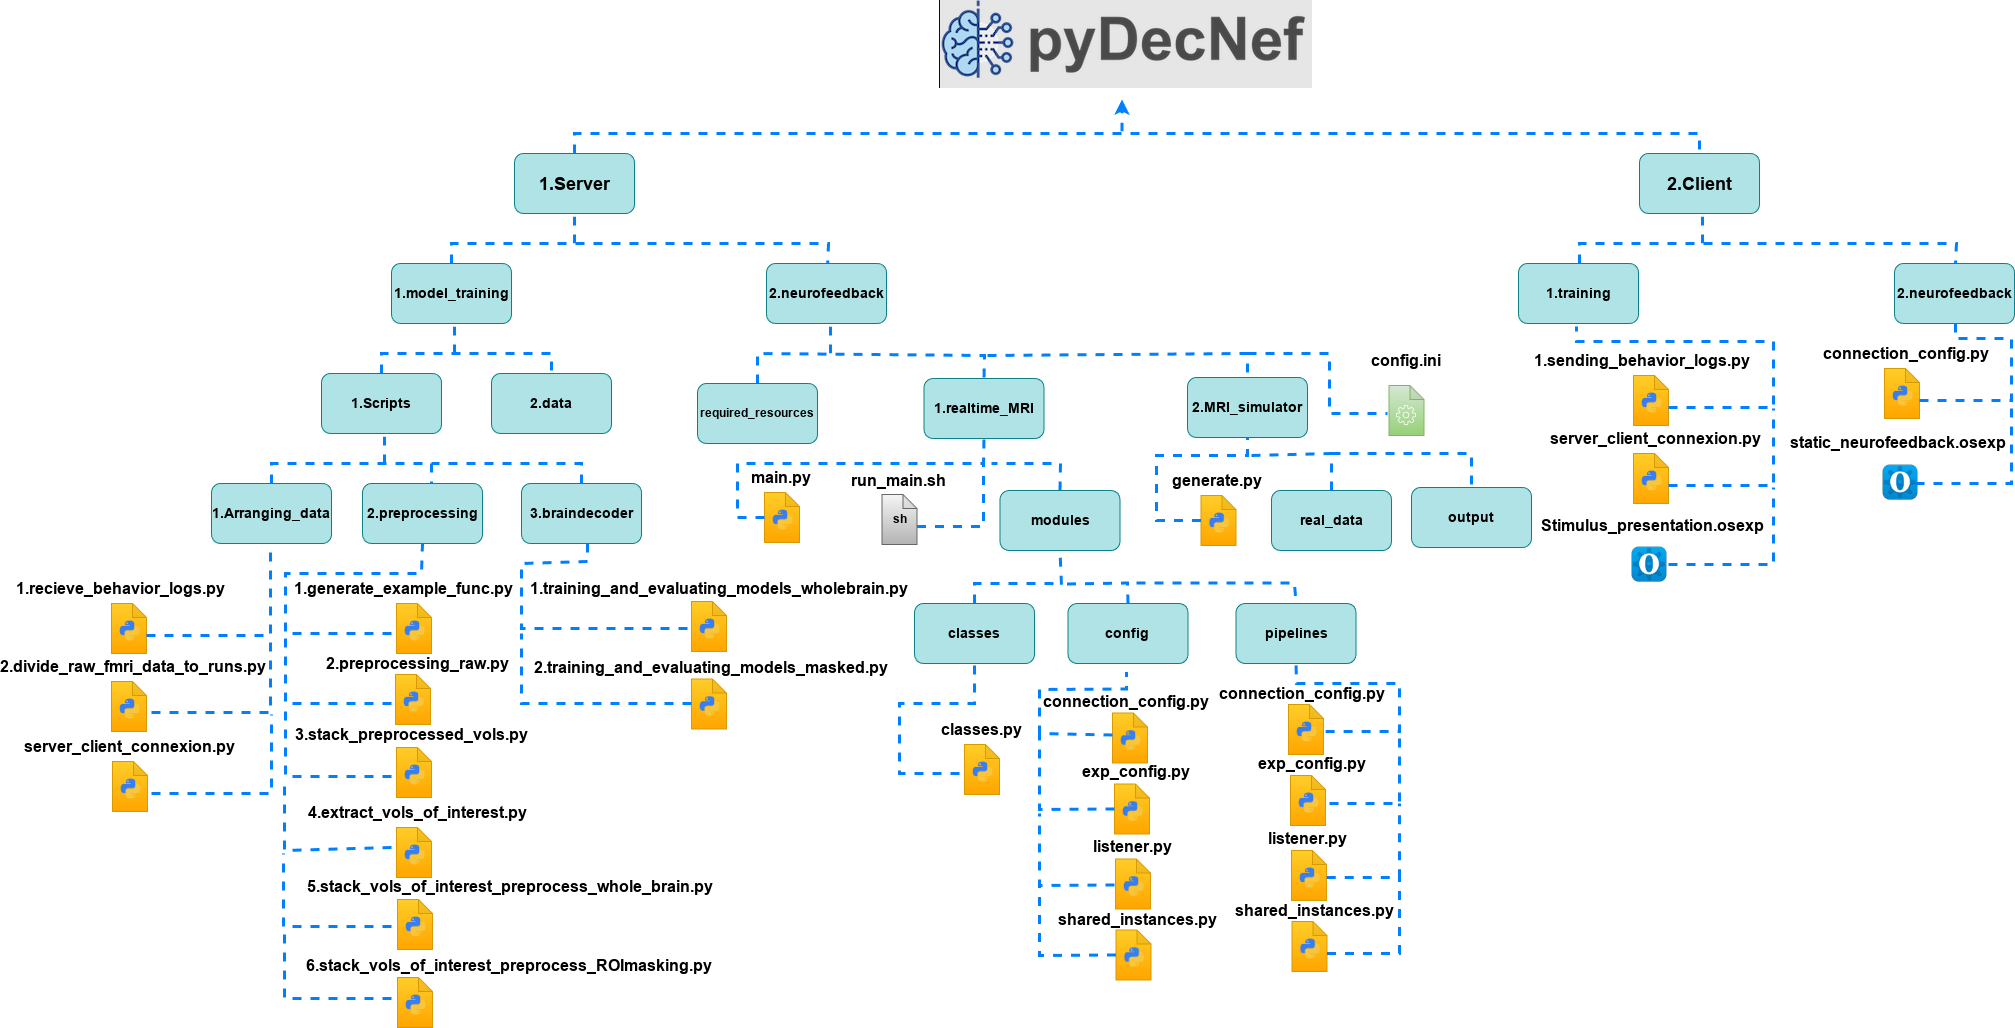 pyDecNef
1.Server
2.Client
1.model_training
2.neurofeedback
1.training
2.neurofeedback
1.Scripts
2.data
required_resources
1.realtime_MRI
2.MRI_simulator
config.ini
1.sending_behavior_logs.py
connection_config.py
server_client_connexion.py
static_neurofeedback.osexp
Stimulus_presentation.osexp
1.Arranging_data
2.preprocessing
3.braindecoder
main.py
run_main.sh
sh
modules
generate.py
real_data
output
1.recieve_behavior_logs.py
2.divide_raw_fmri_data_to_runs.py
server_client_connexion.py
1.generate_example_func.py
2.preprocessing_raw.py
3.stack_preprocessed_vols.py
4.extract_vols_of_interest.py
5.stack_vols_of_interest_preprocess_whole_brain.py
6.stack_vols_of_interest_preprocess_ROImasking.py
1.training_and_evaluating_models_wholebrain.py
2.training_and_evaluating_models_masked.py
classes
config
pipelines
classes.py
connection_config.py
exp_config.py
listener.py
shared_instances.py
connection_config.py
exp_config.py
listener.py
shared_instances.py